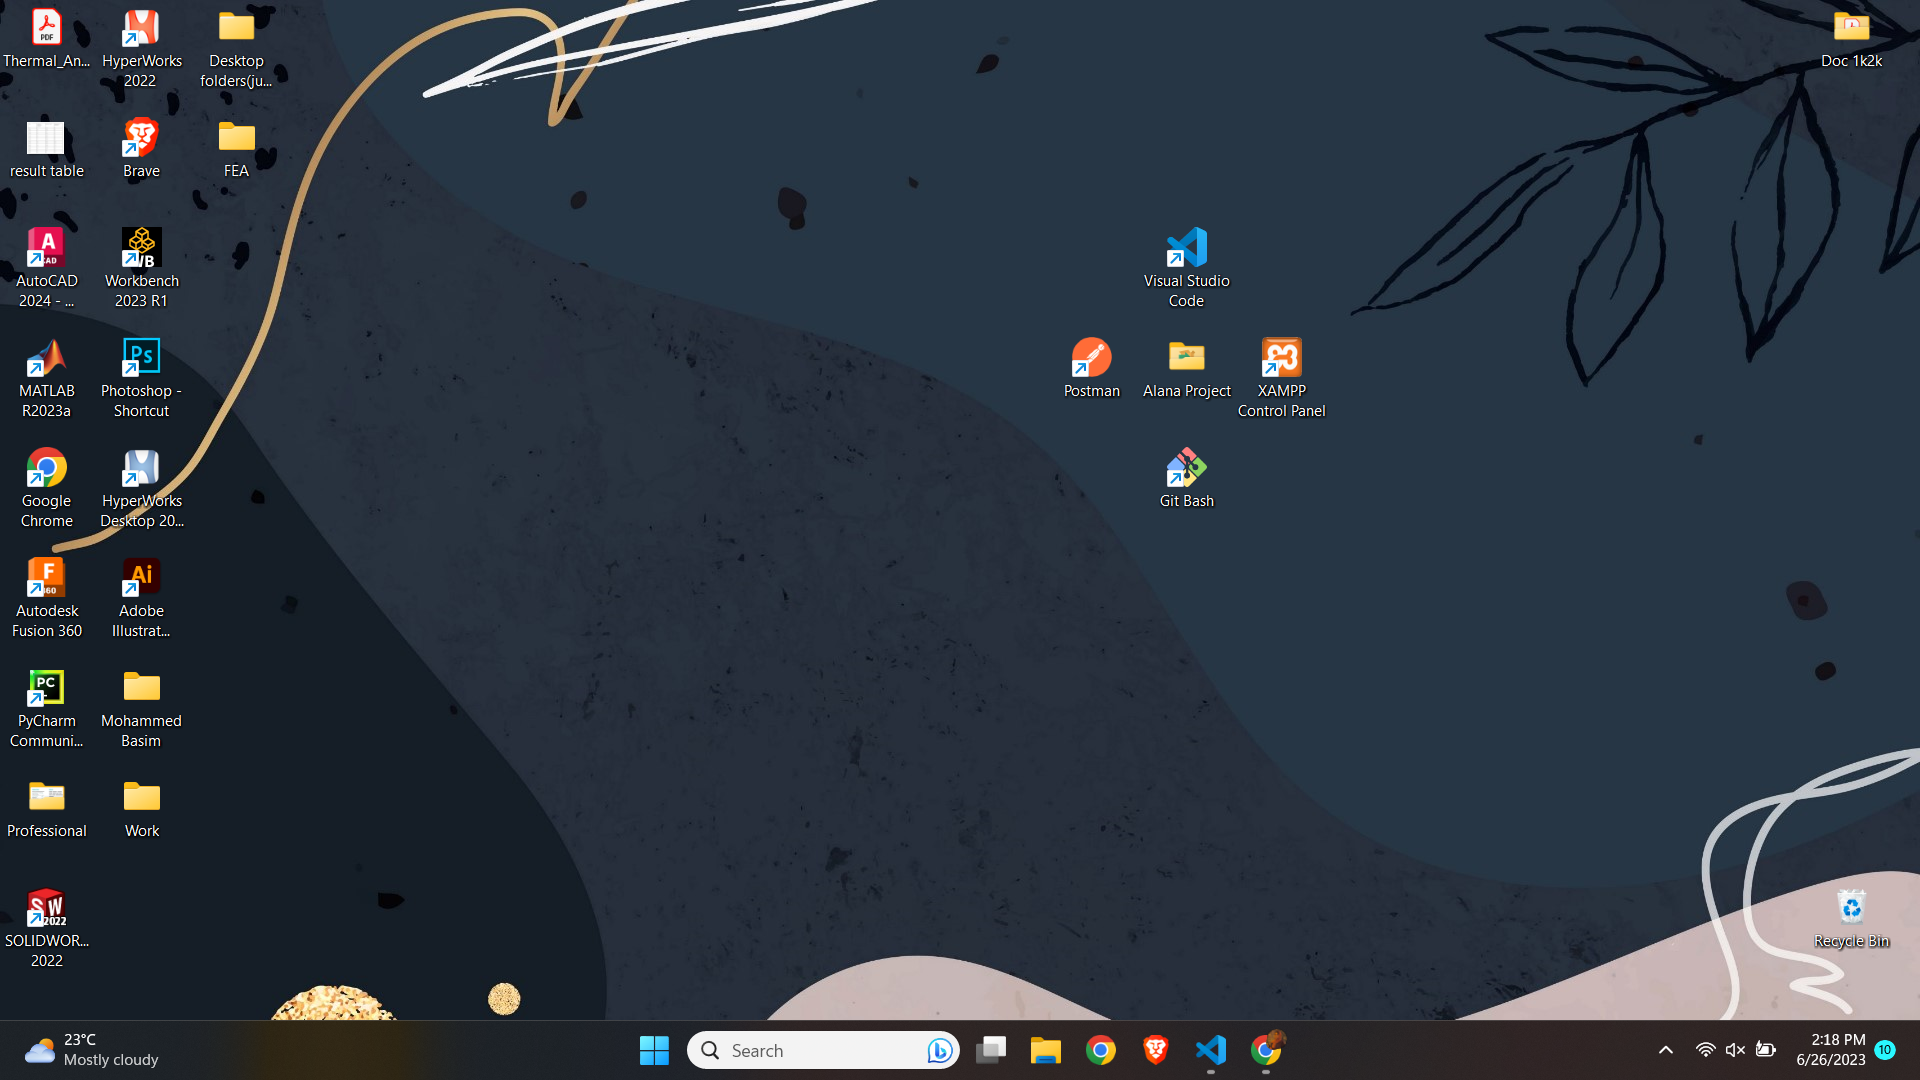 Thermal_An...
HyperWorks
2022
Desktop
folders(ju...
Doc 1k2k
result table
Brave
FEA
AutoCAD
2024 - ...
Workbench
2023 R1
Visual Studio
Code
MATLAB
R2023a
Photoshop -
Shortcut
Postman
Alana Project
XAMPP
Control Panel
Google
Chrome
HyperWorks
Desktop 20...
Git Bash
Autodesk
Fusion 360
Adobe
Illustrat...
PyCharm
Communi...
Mohammed
Basim
Professional
Work
SOLIDWOR...
2022
Recycle Bin
23°C
Mostly cloudy
Search
2:18 PM
6/26/2023
10